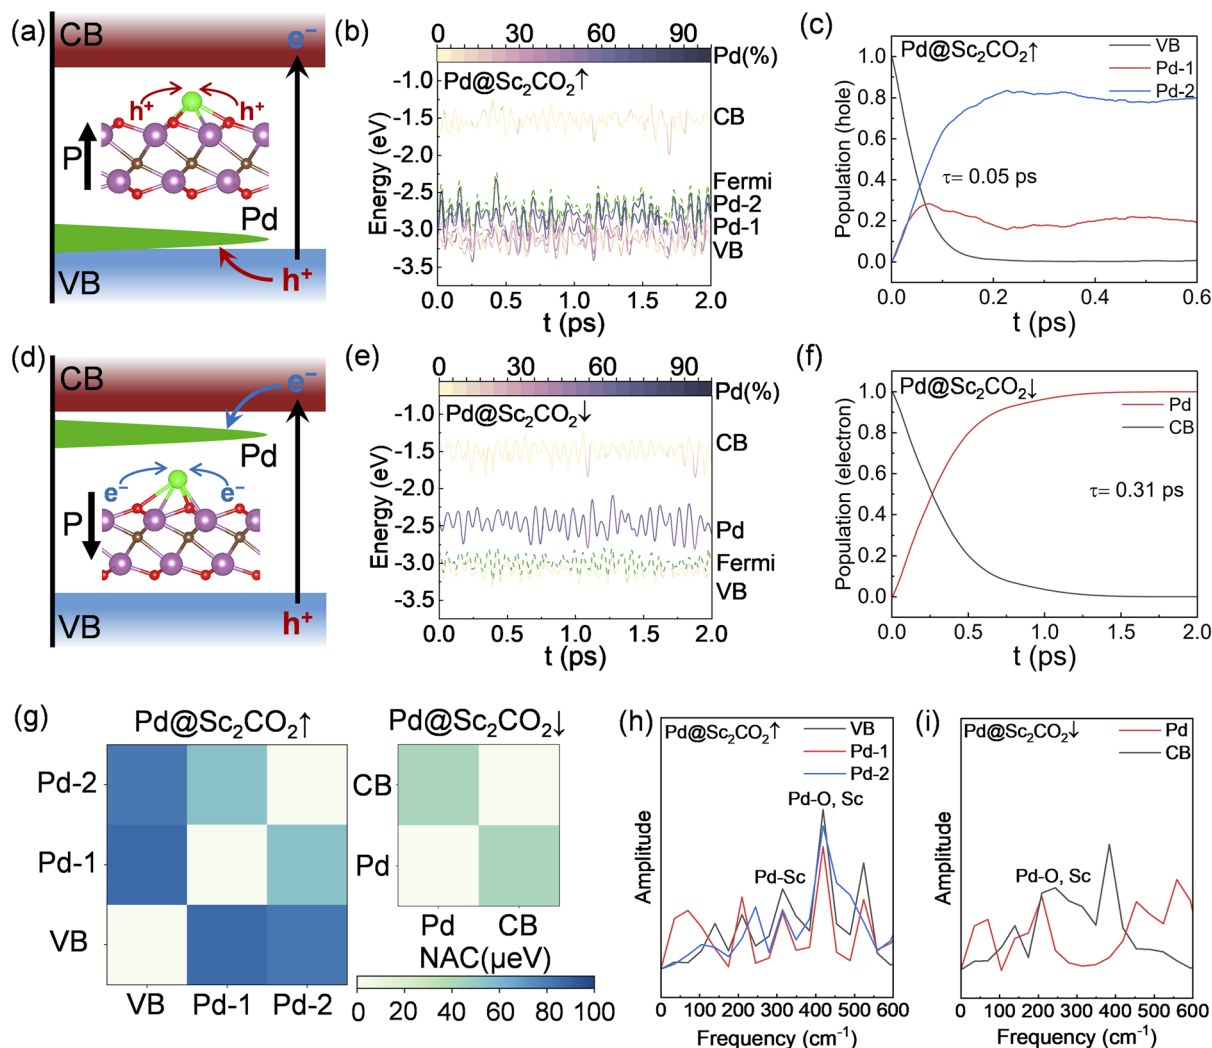 (a)
CB
e⁻
h⁺
h⁺
P
Pd
VB
h⁺
(b)
0 30 60 90
Pd(%)
Pd@Sc₂CO₂↑
CB
Fermi
Pd-2
Pd-1
VB
Energy (eV)
-1.0
-1.5
-2.0
-2.5
-3.0
-3.5
0.0 0.5 1.0 1.5 2.0
t (ps)
(c)
Pd@Sc₂CO₂↑
VB
Pd-1
Pd-2
τ= 0.05 ps
Population (hole)
1.0
0.8
0.6
0.4
0.2
0.0
0.0 0.2 0.4 0.6
t (ps)
(d)
CB
e⁻
Pd
e⁻
e⁻
P
VB
h⁺
(e)
0 30 60 90
Pd(%)
Pd@Sc₂CO₂↓
CB
Pd
Fermi
VB
Energy (eV)
-1.0
-1.5
-2.0
-2.5
-3.0
-3.5
0.0 0.5 1.0 1.5 2.0
t (ps)
(f)
Pd@Sc₂CO₂↓
Pd
CB
τ= 0.31 ps
Population (electron)
1.0
0.8
0.6
0.4
0.2
0.0
0.0 0.5 1.0 1.5 2.0
t (ps)
(g)
Pd@Sc₂CO₂↑
Pd-2
Pd-1
VB
VB Pd-1 Pd-2
Pd@Sc₂CO₂↓
CB
Pd
Pd CB
NAC(μeV)
0 20 40 60 80 100
(h)
Pd@Sc₂CO₂↑
VB
Pd-1
Pd-2
Pd-O, Sc
Pd-Sc
Amplitude
0 100 200 300 400 500 600
Frequency (cm⁻¹)
(i)
Pd@Sc₂CO₂↓
Pd
CB
Pd-O, Sc
Amplitude
0 100 200 300 400 500 600
Frequency (cm⁻¹)